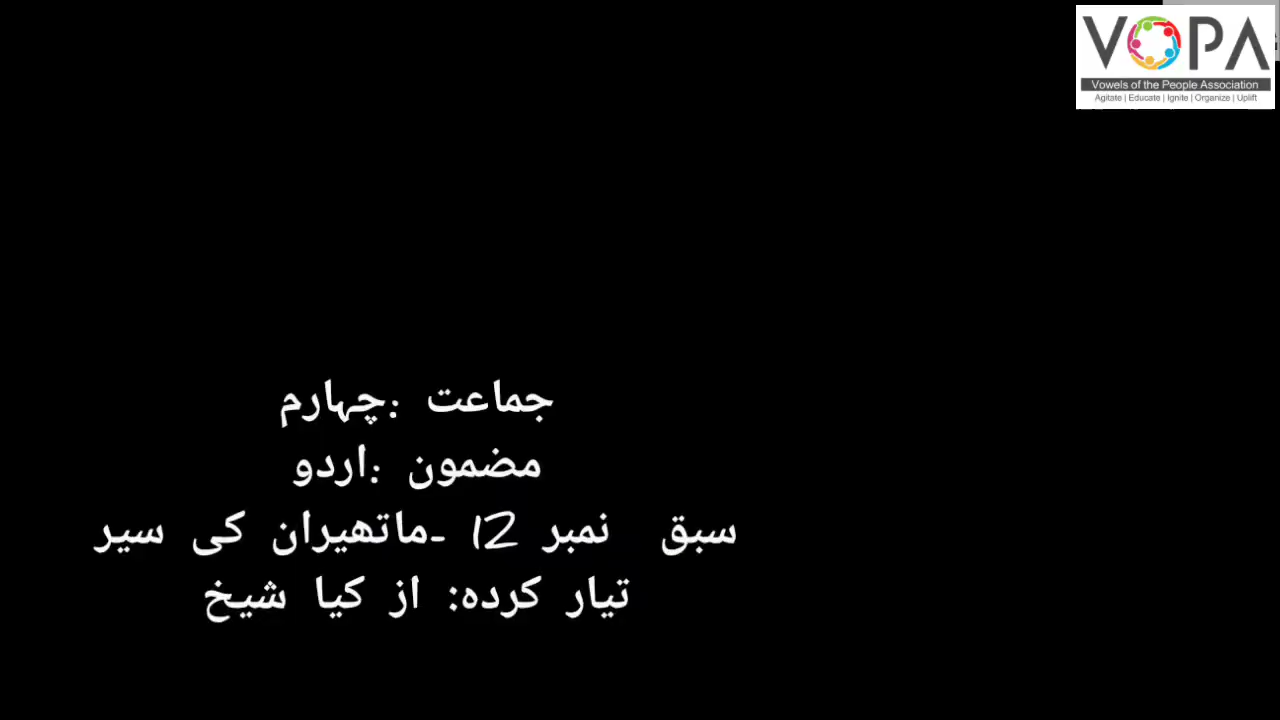 VOPA
Vowels of the People Association
Agitate | Educate | Ignite | Organize | Uplift
جماعت :چہارم
مضمون :اردو
سبق نمبر 12 -ماتھیران کی سیر
تیار کردہ: از کیا شیخ